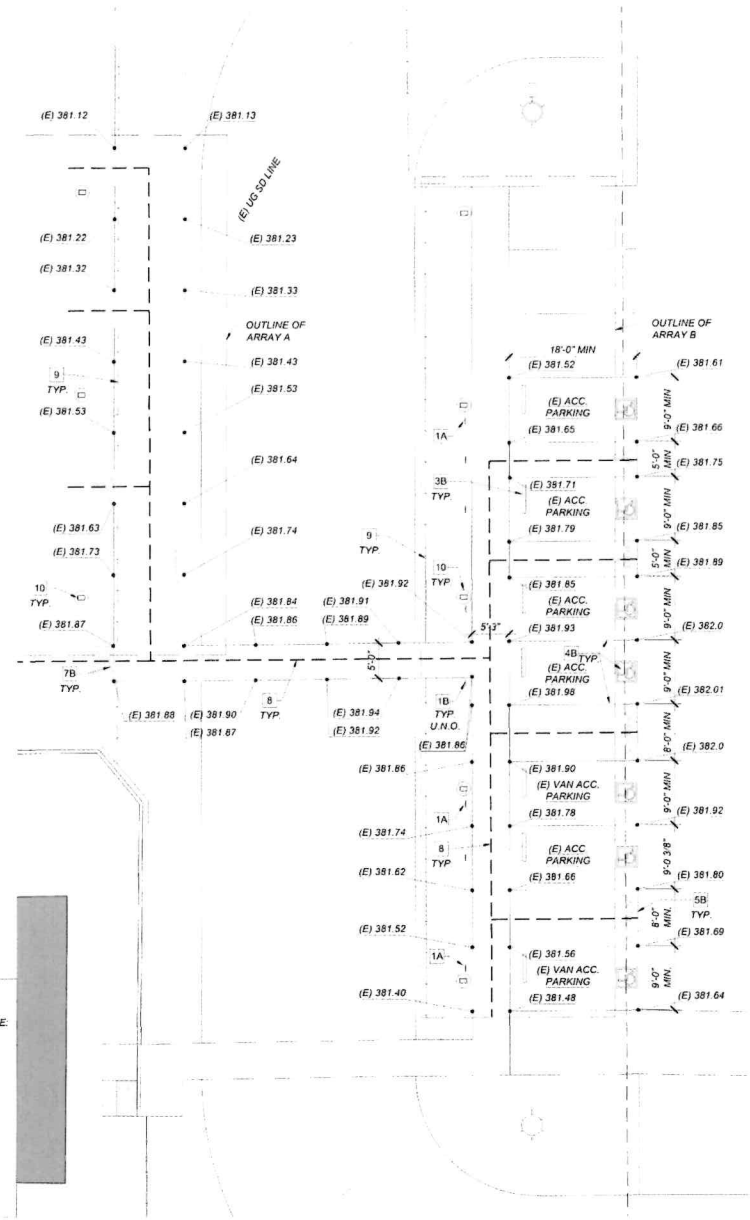 (E) 381.12
(E) 381.13
(E) UG SD LINE
(E) 381.22
(E) 381.23
(E) 381.32
(E) 381.33
OUTLINE OF
ARRAY A
OUTLINE OF
ARRAY B
(E) 381.43
(E) 381.43
18'-0" MIN
(E) 381.52
(E) 381.61
9
TYP.
(E) 381.53
(E) 381.53
(E) ACC.
PARKING
9'-0" MIN
1A
(E) 381.65
(E) 381.66
(E) 381.64
5'-0"
MIN
(E) 381.75
3B
TYP.
(E) 381.71
(E) ACC.
PARKING
9'-0" MIN
(E) 381.63
(E) 381.74
(E) 381.79
(E) 381.85
(E) 381.73
9
TYP.
5'-0"
MIN
(E) 381.89
10
TYP.
(E) 381.92
10
TYP.
(E) 381.85
(E) ACC.
PARKING
9'-0" MIN
(E) 381.84
(E) 381.91
(E) 381.87
(E) 381.86
(E) 381.89
5'-3"
(E) 381.93
(E) 382.0
5'-0"
4B
TYP.
(E) ACC.
PARKING
9'-0" MIN
7B
TYP.
8
TYP.
1B
TYP
U.N.O.
(E) 381.98
(E) 382.01
(E) 381.88
(E) 381.90
(E) 381.94
(E) 381.87
(E) 381.92
(E) 381.86
8'-0" MIN
(E) 382.0
(E) 381.86
(E) 381.90
(E) VAN ACC.
PARKING
9'-0" MIN
1A
(E) 381.78
(E) 381.92
(E) 381.74
8
TYP
(E) ACC
PARKING
9'-0 3/8"
(E) 381.62
(E) 381.66
(E) 381.80
5B
TYP.
8'-0"
MIN.
(E) 381.52
(E) 381.69
1A
(E) 381.56
(E) VAN ACC.
PARKING
9'-0"
MIN.
(E) 381.40
(E) 381.48
(E) 381.64
E: